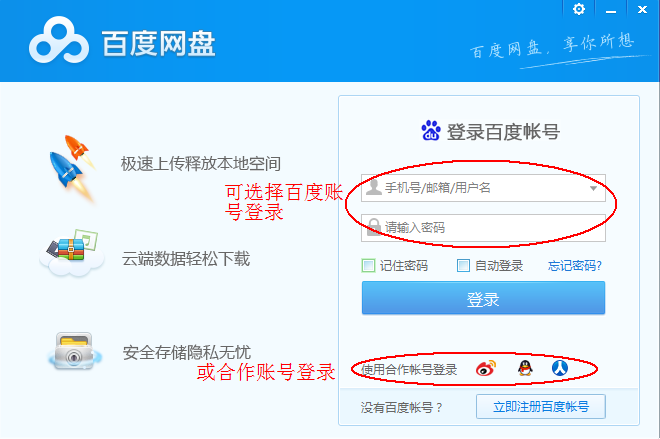 百度网盘
百度网盘，享你所想
du 登录百度帐号
极速上传释放本地空间
可选择百度账
号登录
手机号/邮箱/用户名
请输入密码
云端数据轻松下载
记住密码 自动登录 忘记密码?
登录
安全存储隐私无忧
或合作账号登录
使用合作帐号登录
没有百度帐号？ 立即注册百度帐号